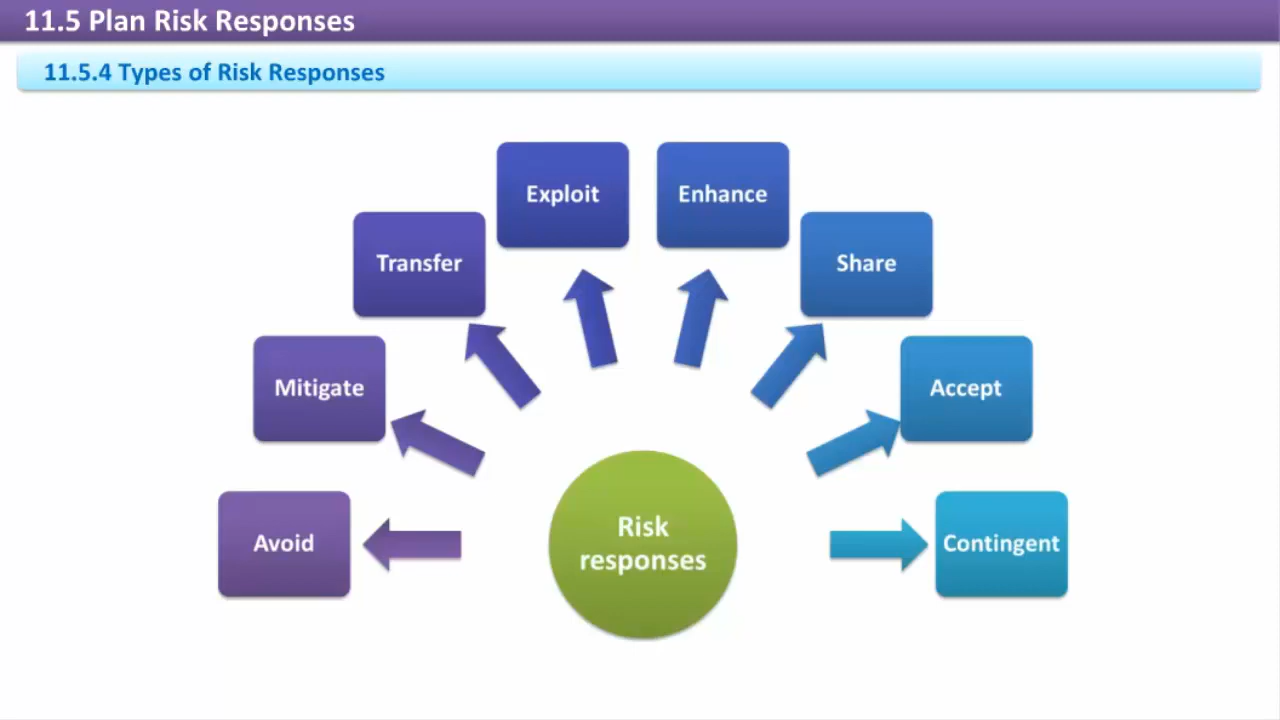 11.5 Plan Risk Responses
11.5.4 Types of Risk Responses
Exploit
Enhance
Transfer
Share
Mitigate
Accept
Avoid
Risk
responses
Contingent